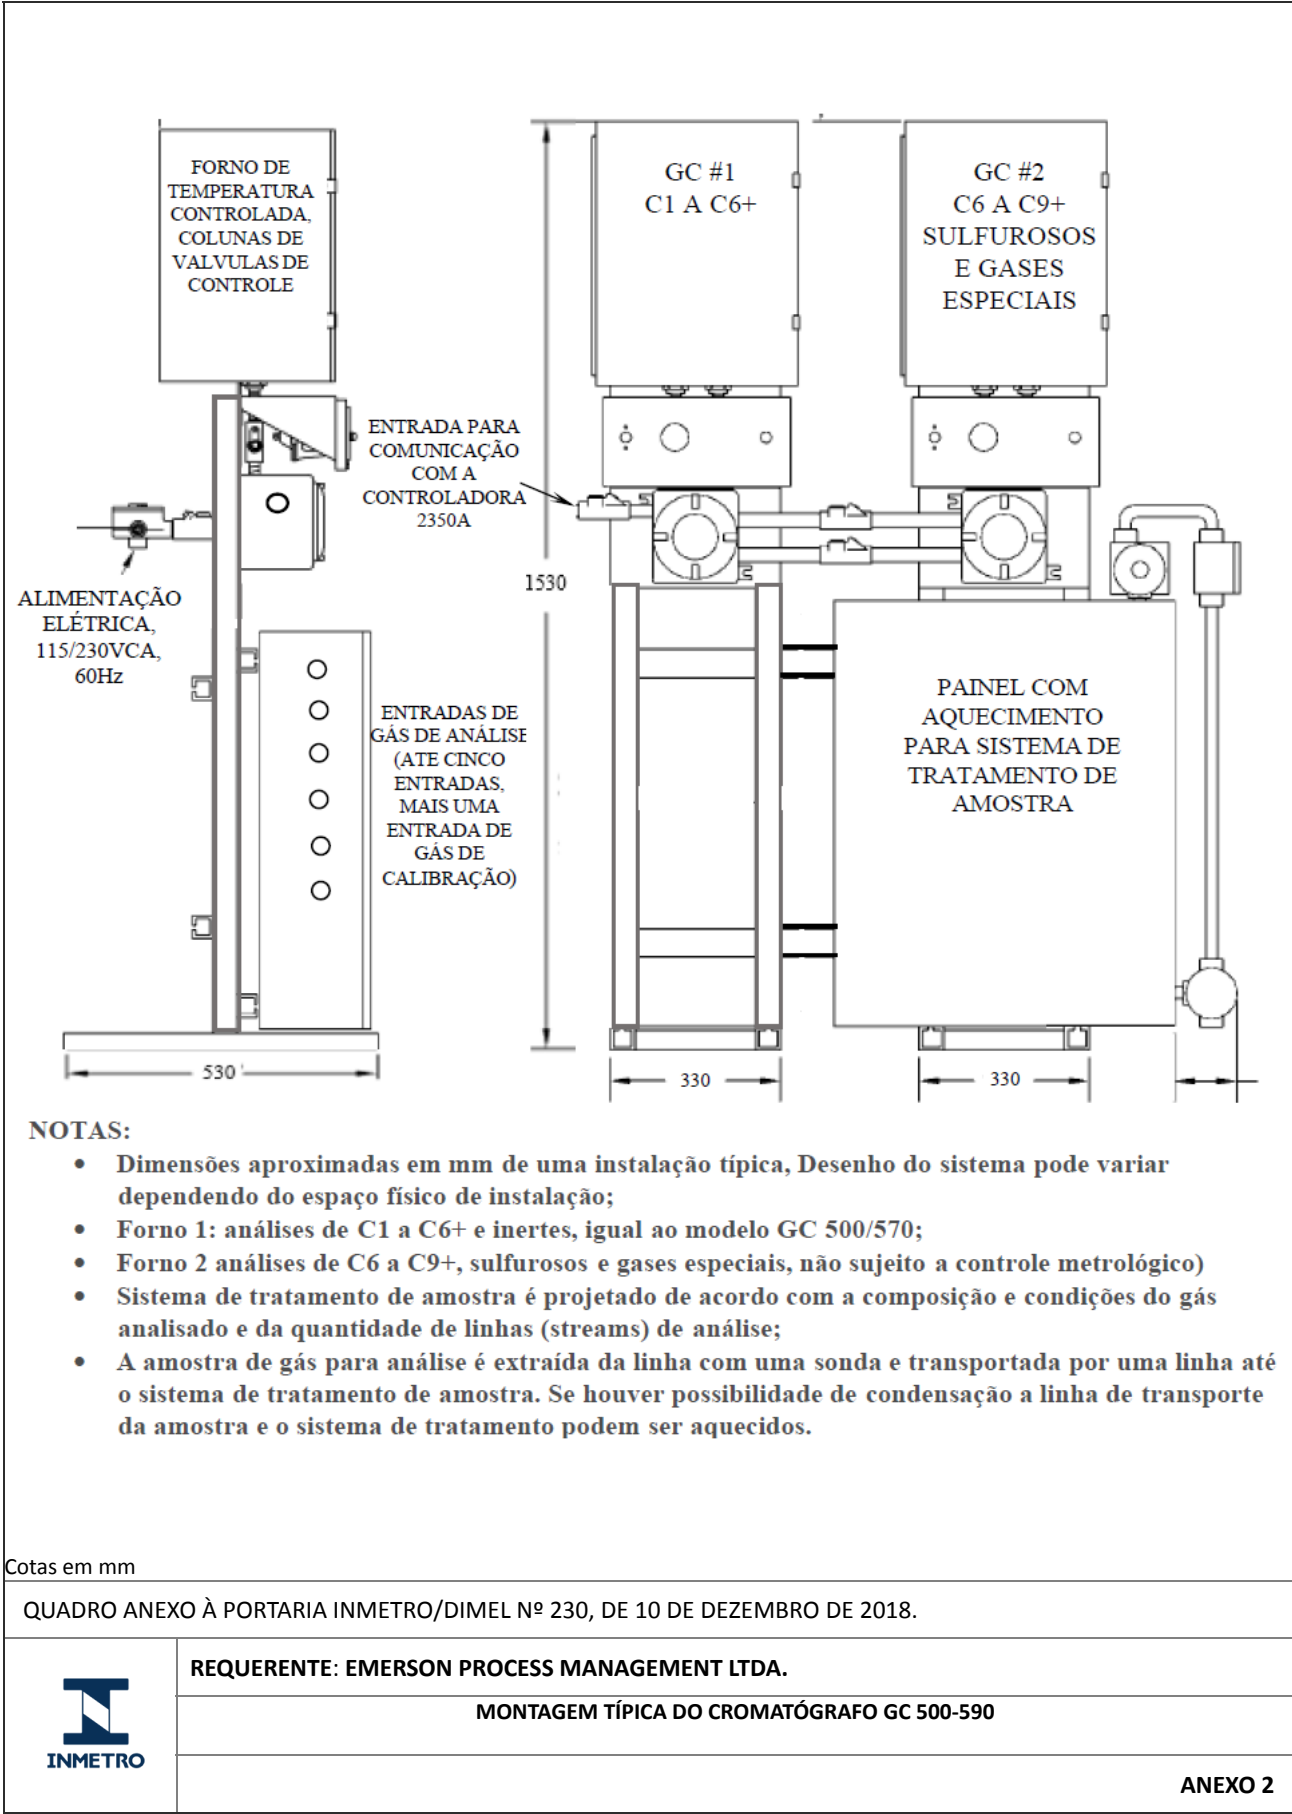 FORNO DE
TEMPERATURA
CONTROLADA,
COLUNAS DE
VALVULAS DE
CONTROLE
GC #1
C1 A C6+
GC #2
C6 A C9+
SULFUROSOS
E GASES
ESPECIAIS
ENTRADA PARA
COMUNICAÇÃO
COM A
CONTROLADORA
2350A
1530
ALIMENTAÇÃO
ELÉTRICA,
115/230VCA,
60Hz
ENTRADAS DE
GÁS DE ANÁLISE
(ATE CINCO
ENTRADAS,
MAIS UMA
ENTRADA DE
GÁS DE
CALIBRAÇÃO)
PAINEL COM
AQUECIMENTO
PARA SISTEMA DE
TRATAMENTO DE
AMOSTRA
530
330
330
NOTAS:
• Dimensões aproximadas em mm de uma instalação típica, Desenho do sistema pode variar
dependendo do espaço físico de instalação;
• Forno 1: análises de C1 a C6+ e inertes, igual ao modelo GC 500/570;
• Forno 2 análises de C6 a C9+, sulfurosos e gases especiais, não sujeito a controle metrológico)
• Sistema de tratamento de amostra é projetado de acordo com a composição e condições do gás
analisado e da quantidade de linhas (streams) de análise;
• A amostra de gás para análise é extraída da linha com uma sonda e transportada por uma linha até
o sistema de tratamento de amostra. Se houver possibilidade de condensação a linha de transporte
da amostra e o sistema de tratamento podem ser aquecidos.
Cotas em mm
QUADRO ANEXO À PORTARIA INMETRO/DIMEL Nº 230, DE 10 DE DEZEMBRO DE 2018.
REQUERENTE: EMERSON PROCESS MANAGEMENT LTDA.
MONTAGEM TÍPICA DO CROMATÓGRAFO GC 500-590
INMETRO
ANEXO 2